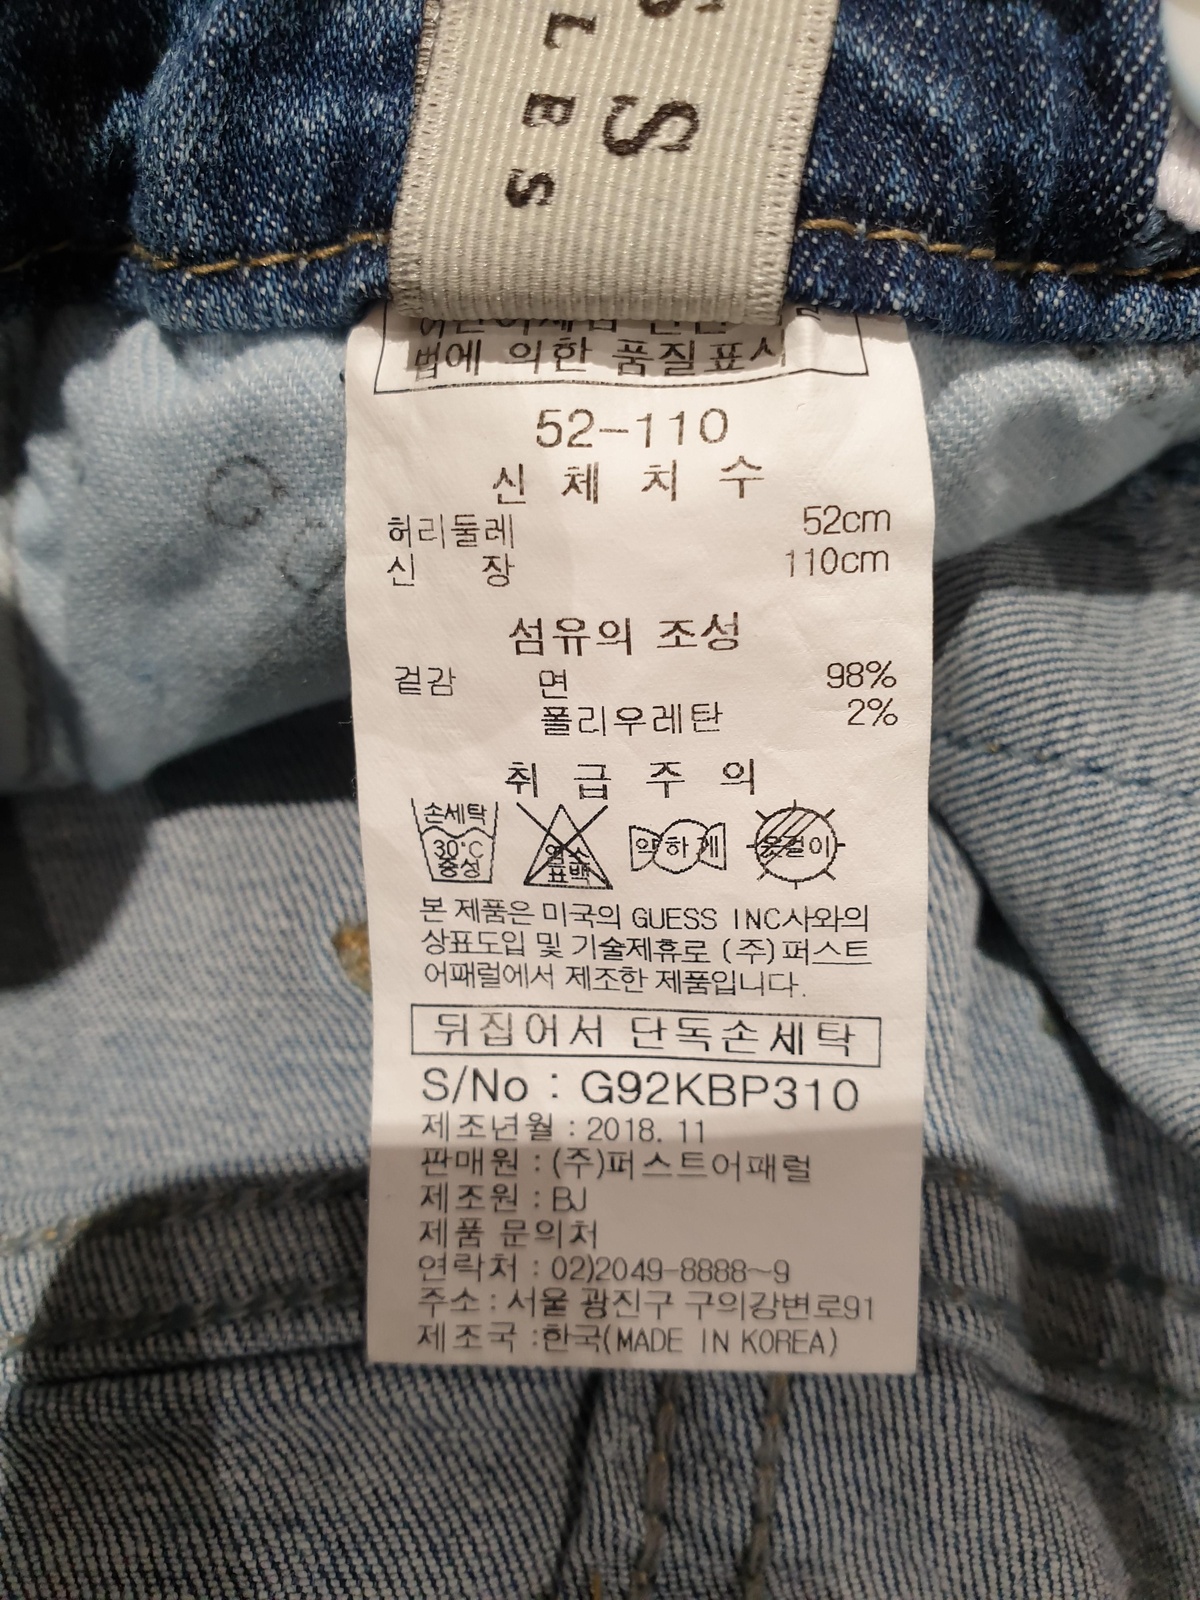 S
L E S
법에 의한 품질표시
52-110
신 체 치 수
허리둘레 52cm
신 장 110cm
섬유의 조성
겉감 면 98%
폴리우레탄 2%
취 급 주 의
손세탁 30°C 중성
염소 표백
약하게
옷걸이
본 제품은 미국의 GUESS INC사와의
상표도입 및 기술제휴로 (주)퍼스트
어패럴에서 제조한 제품입니다.
뒤집어서 단독손세탁
S/No : G92KBP310
제조년월 : 2018. 11
판매원 : (주)퍼스트어패럴
제조원 : BJ
제품 문의처
연락처 : 02)2049-8888~9
주소 : 서울 광진구 구의강변로91
제조국 :한국(MADE IN KOREA)